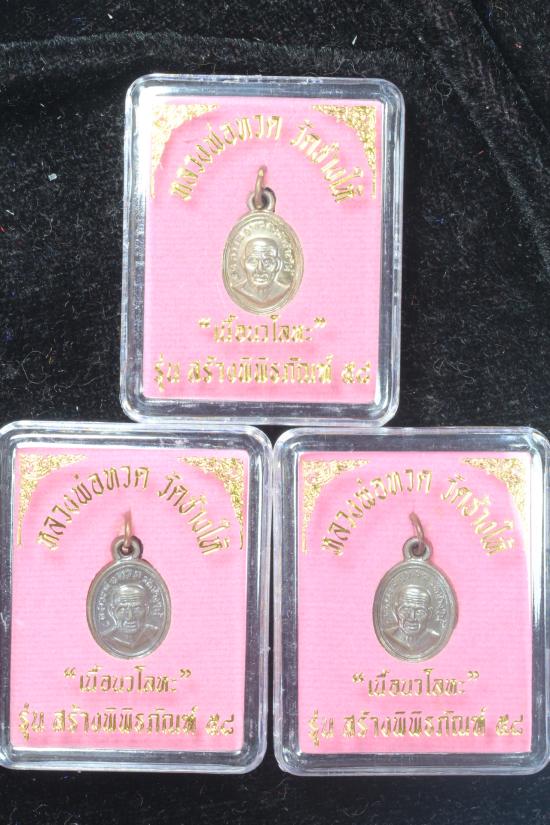 หลวงพ่อทวด วัดช้างให้
“เนื้อนวโลหะ”
รุ่น สร้างพิพิธภัณฑ์ ๕๘
หลวงพ่อทวด วัดช้างให้
“เนื้อนวโลหะ”
รุ่น สร้างพิพิธภัณฑ์ ๕๘
หลวงพ่อทวด วัดช้างให้
“เนื้อนวโลหะ”
รุ่น สร้างพิพิธภัณฑ์ ๕๘